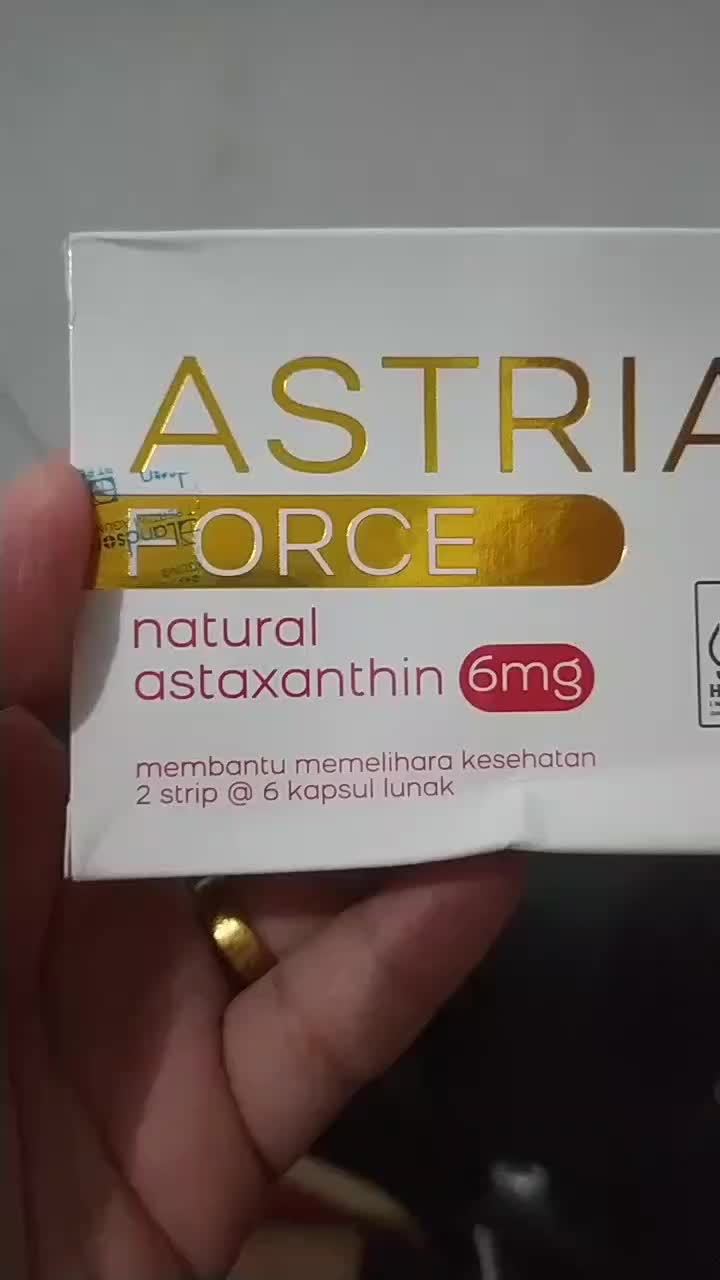 ASTRIA
FORCE
natural
astaxanthin 6mg
membantu memelihara kesehatan
2 strip @ 6 kapsul lunak